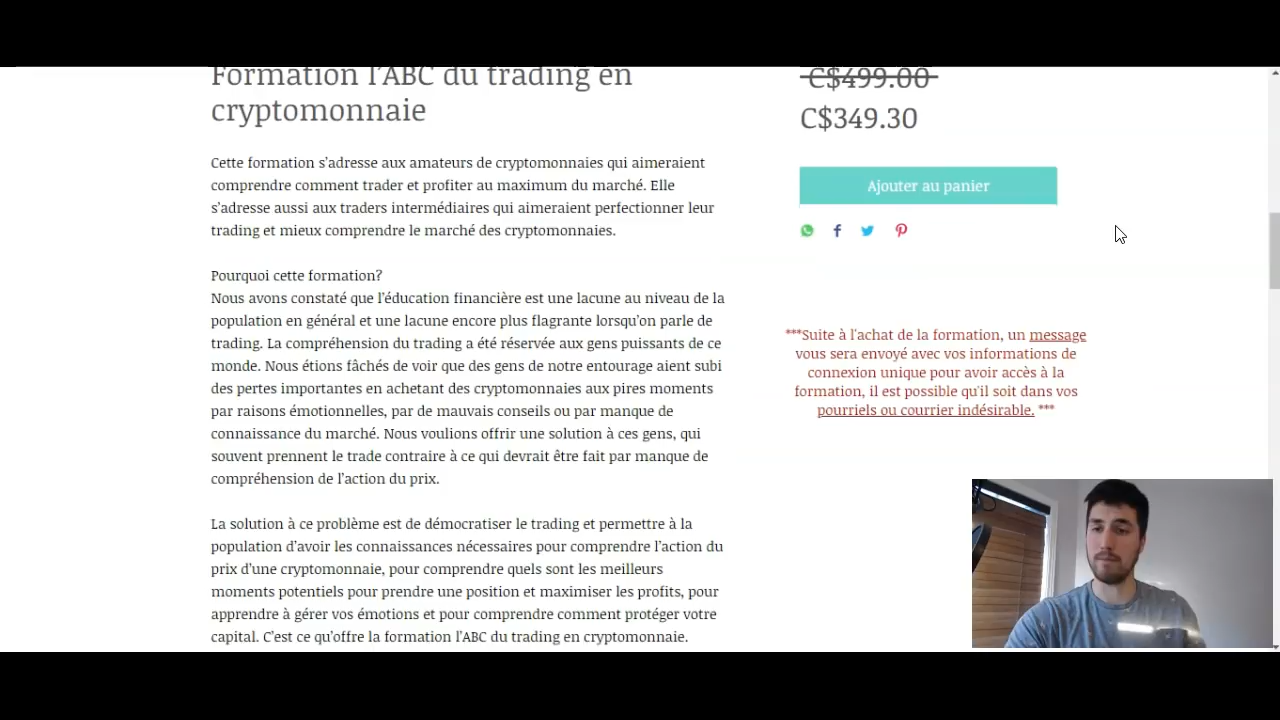 Formation l'ABC du trading en
cryptomonnaie
Cette formation s’adresse aux amateurs de cryptomonnaies qui aimeraient
comprendre comment trader et profiter au maximum du marché. Elle
s’adresse aussi aux traders intermédiaires qui aimeraient perfectionner leur
trading et mieux comprendre le marché des cryptomonnaies.
Pourquoi cette formation?
Nous avons constaté que l’éducation financière est une lacune au niveau de la
population en général et une lacune encore plus flagrante lorsqu’on parle de
trading. La compréhension du trading a été réservée aux gens puissants de ce
monde. Nous étions fâchés de voir que des gens de notre entourage aient subi
des pertes importantes en achetant des cryptomonnaies aux pires moments
par raisons émotionnelles, par de mauvais conseils ou par manque de
connaissance du marché. Nous voulions offrir une solution à ces gens, qui
souvent prennent le trade contraire à ce qui devrait être fait par manque de
compréhension de l’action du prix.
La solution à ce problème est de démocratiser le trading et permettre à la
population d’avoir les connaissances nécessaires pour comprendre l’action du
prix d’une cryptomonnaie, pour comprendre quels sont les meilleurs
moments potentiels pour prendre une position et maximiser les profits, pour
apprendre à gérer vos émotions et pour comprendre comment protéger votre
capital. C’est ce qu’offre la formation l’ABC du trading en cryptomonnaie.
C$499.00
C$349.30
Ajouter au panier
***Suite à l'achat de la formation, un message
vous sera envoyé avec vos informations de
connexion unique pour avoir accès à la
formation, il est possible qu'il soit dans vos
pourriels ou courrier indésirable. ***